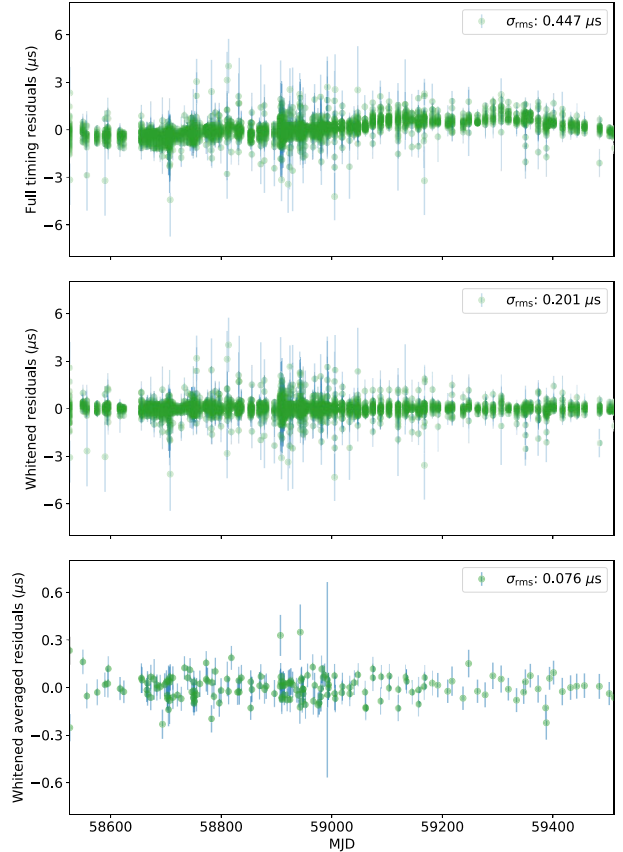 σrms: 0.447 μs
Full timing residuals (μs)
6
3
0
−3
−6
σrms: 0.201 μs
Whitened residuals (μs)
6
3
0
−3
−6
σrms: 0.076 μs
Whitened averaged residuals (μs)
0.6
0.3
0.0
−0.3
−0.6
58600 58800 59000 59200 59400
MJD